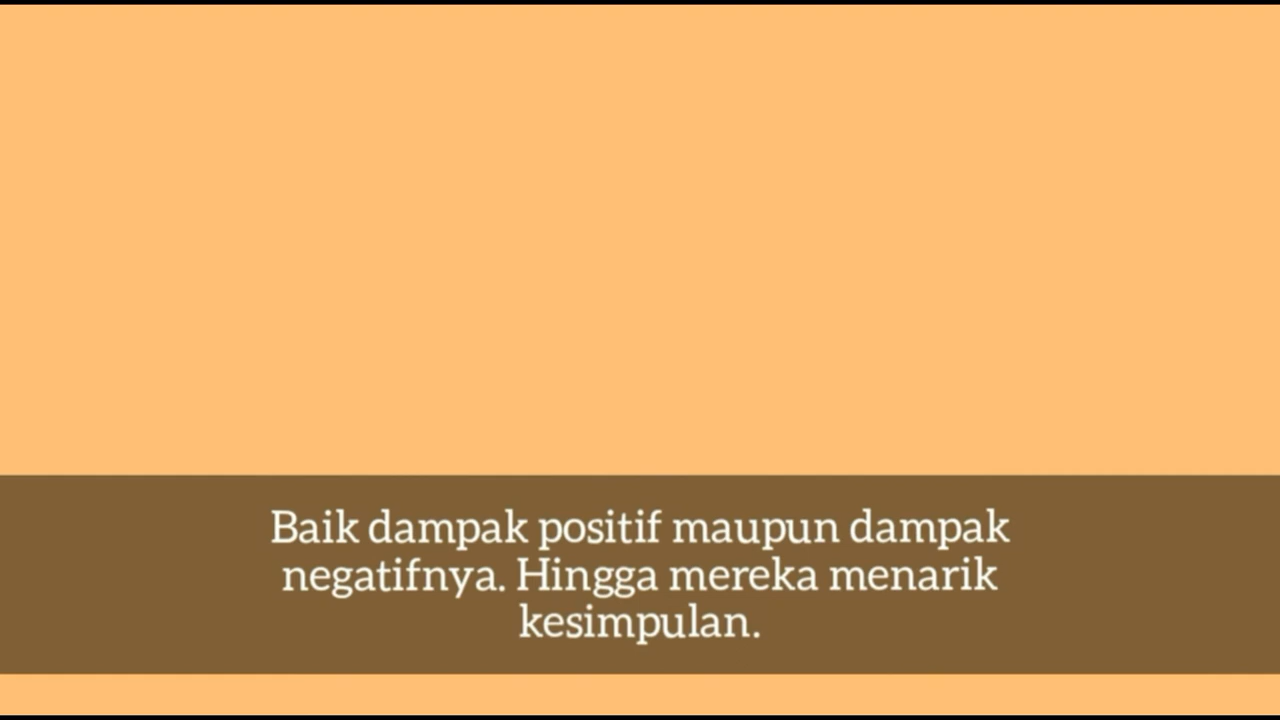 Baik dampak positif maupun dampak
negatifnya. Hingga mereka menarik
kesimpulan.